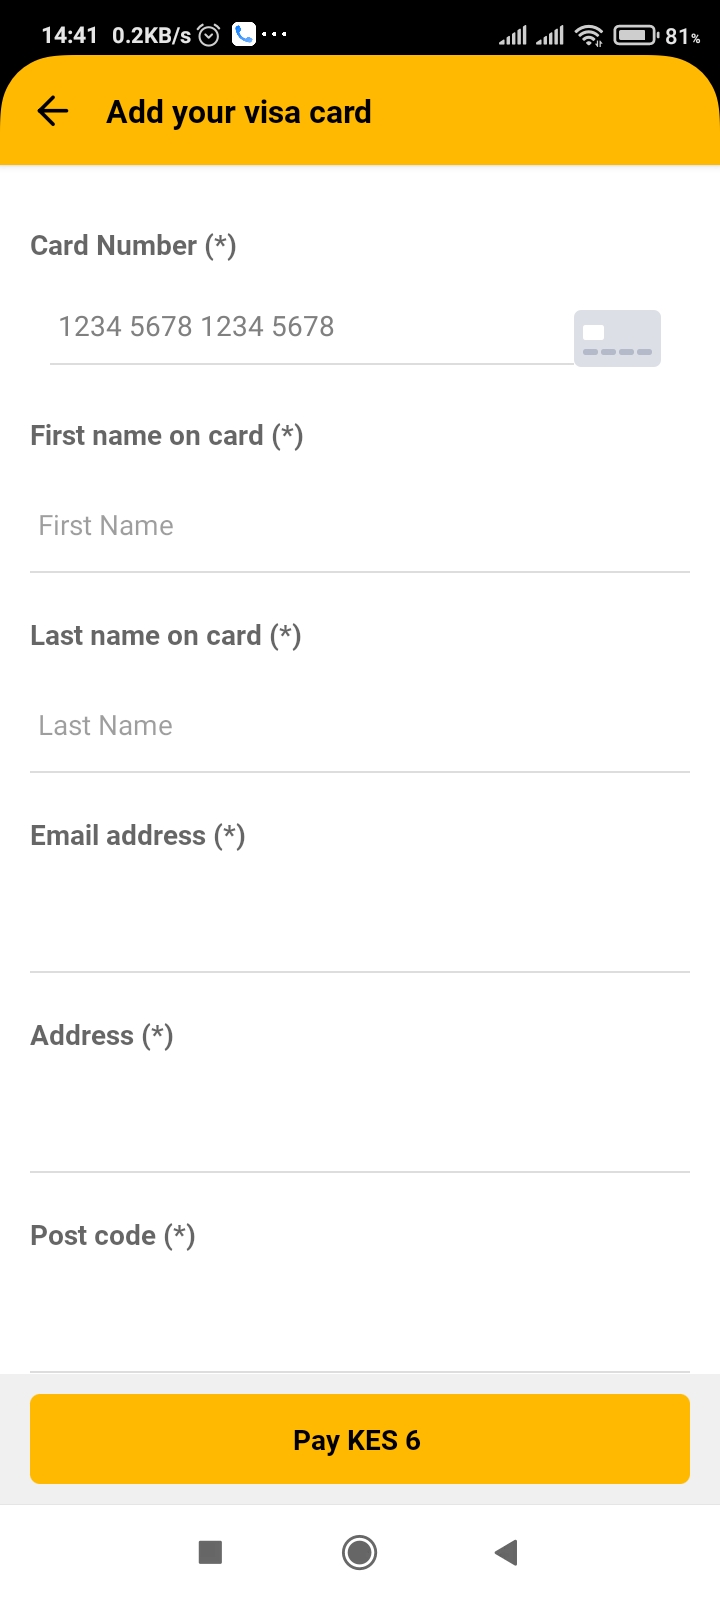 14:41 0.2KB/s 81%
Add your visa card
Card Number (*)
1234 5678 1234 5678
First name on card (*)
First Name
Last name on card (*)
Last Name
Email address (*)
Address (*)
Post code (*)
Pay KES 6